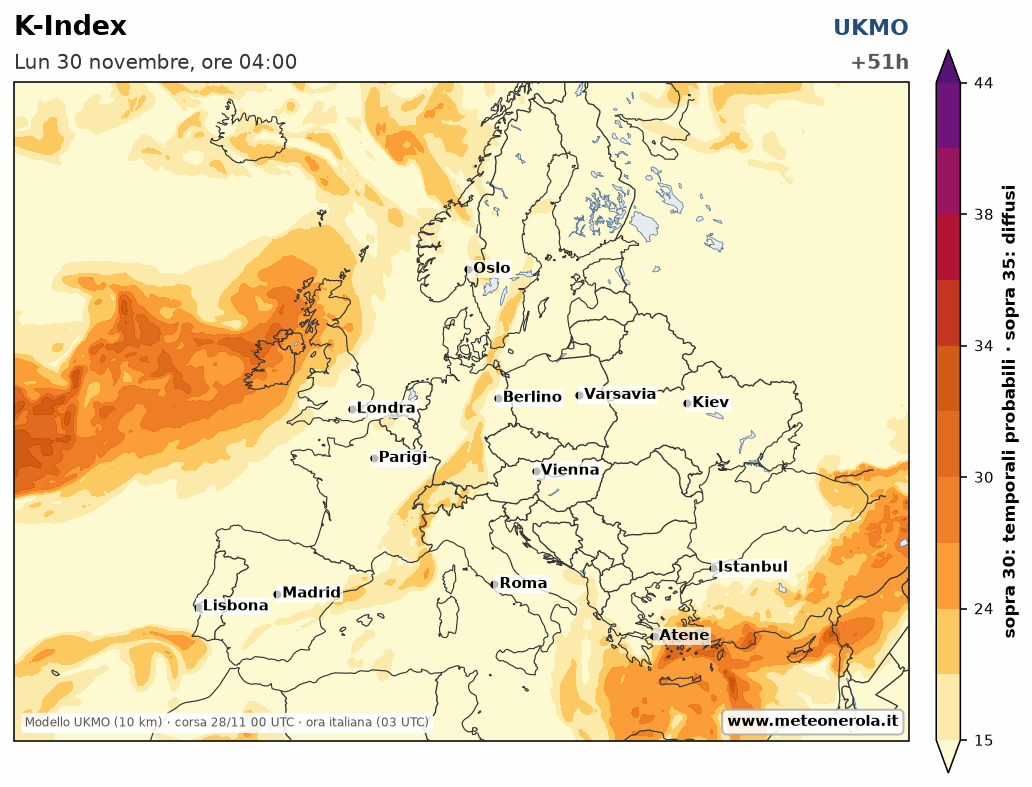 K-Index
UKMO
Lun 30 novembre, ore 04:00
+51h
44
38
34
30
24
15
sopra 30: temporali probabili · sopra 35: diffusi
Oslo
Berlino
Varsavia
Kiev
Londra
Parigi
Vienna
Istanbul
Roma
Madrid
Lisbona
Atene
Modello UKMO (10 km) · corsa 28/11 00 UTC · ora italiana (03 UTC)
www.meteonerola.it